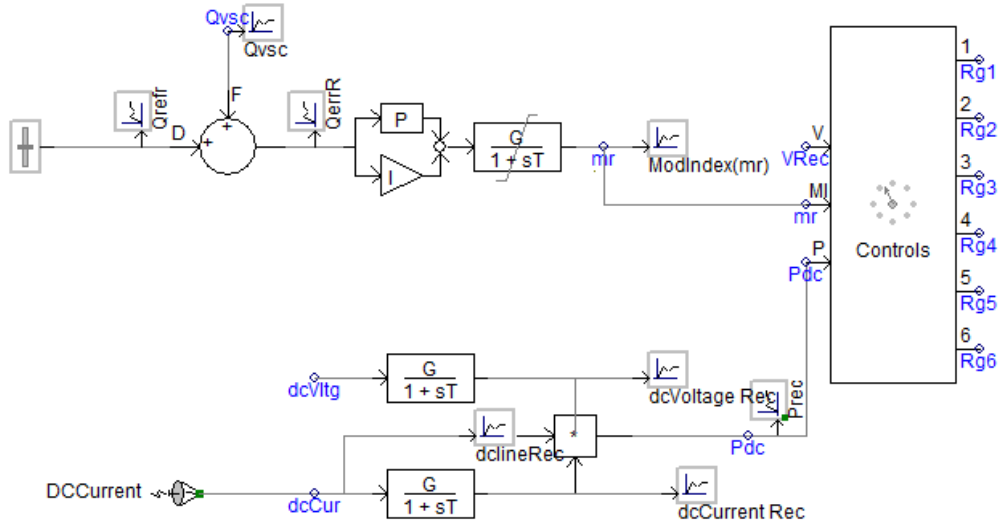 Qvsc
Qvsc
Qrefr
F
D
+
+
QerrR
P
I
G
1 + sT
mr
ModIndex(mr)
V
VRec
MI
mr
P
Pdc
Controls
1
Rg1
2
Rg2
3
Rg3
4
Rg4
5
Rg5
6
Rg6
dcVltg
G
1 + sT
dcVoltage Rec
Prec
dclineRec
*
Pdc
DCCurrent
dcCur
G
1 + sT
dcCurrent Rec